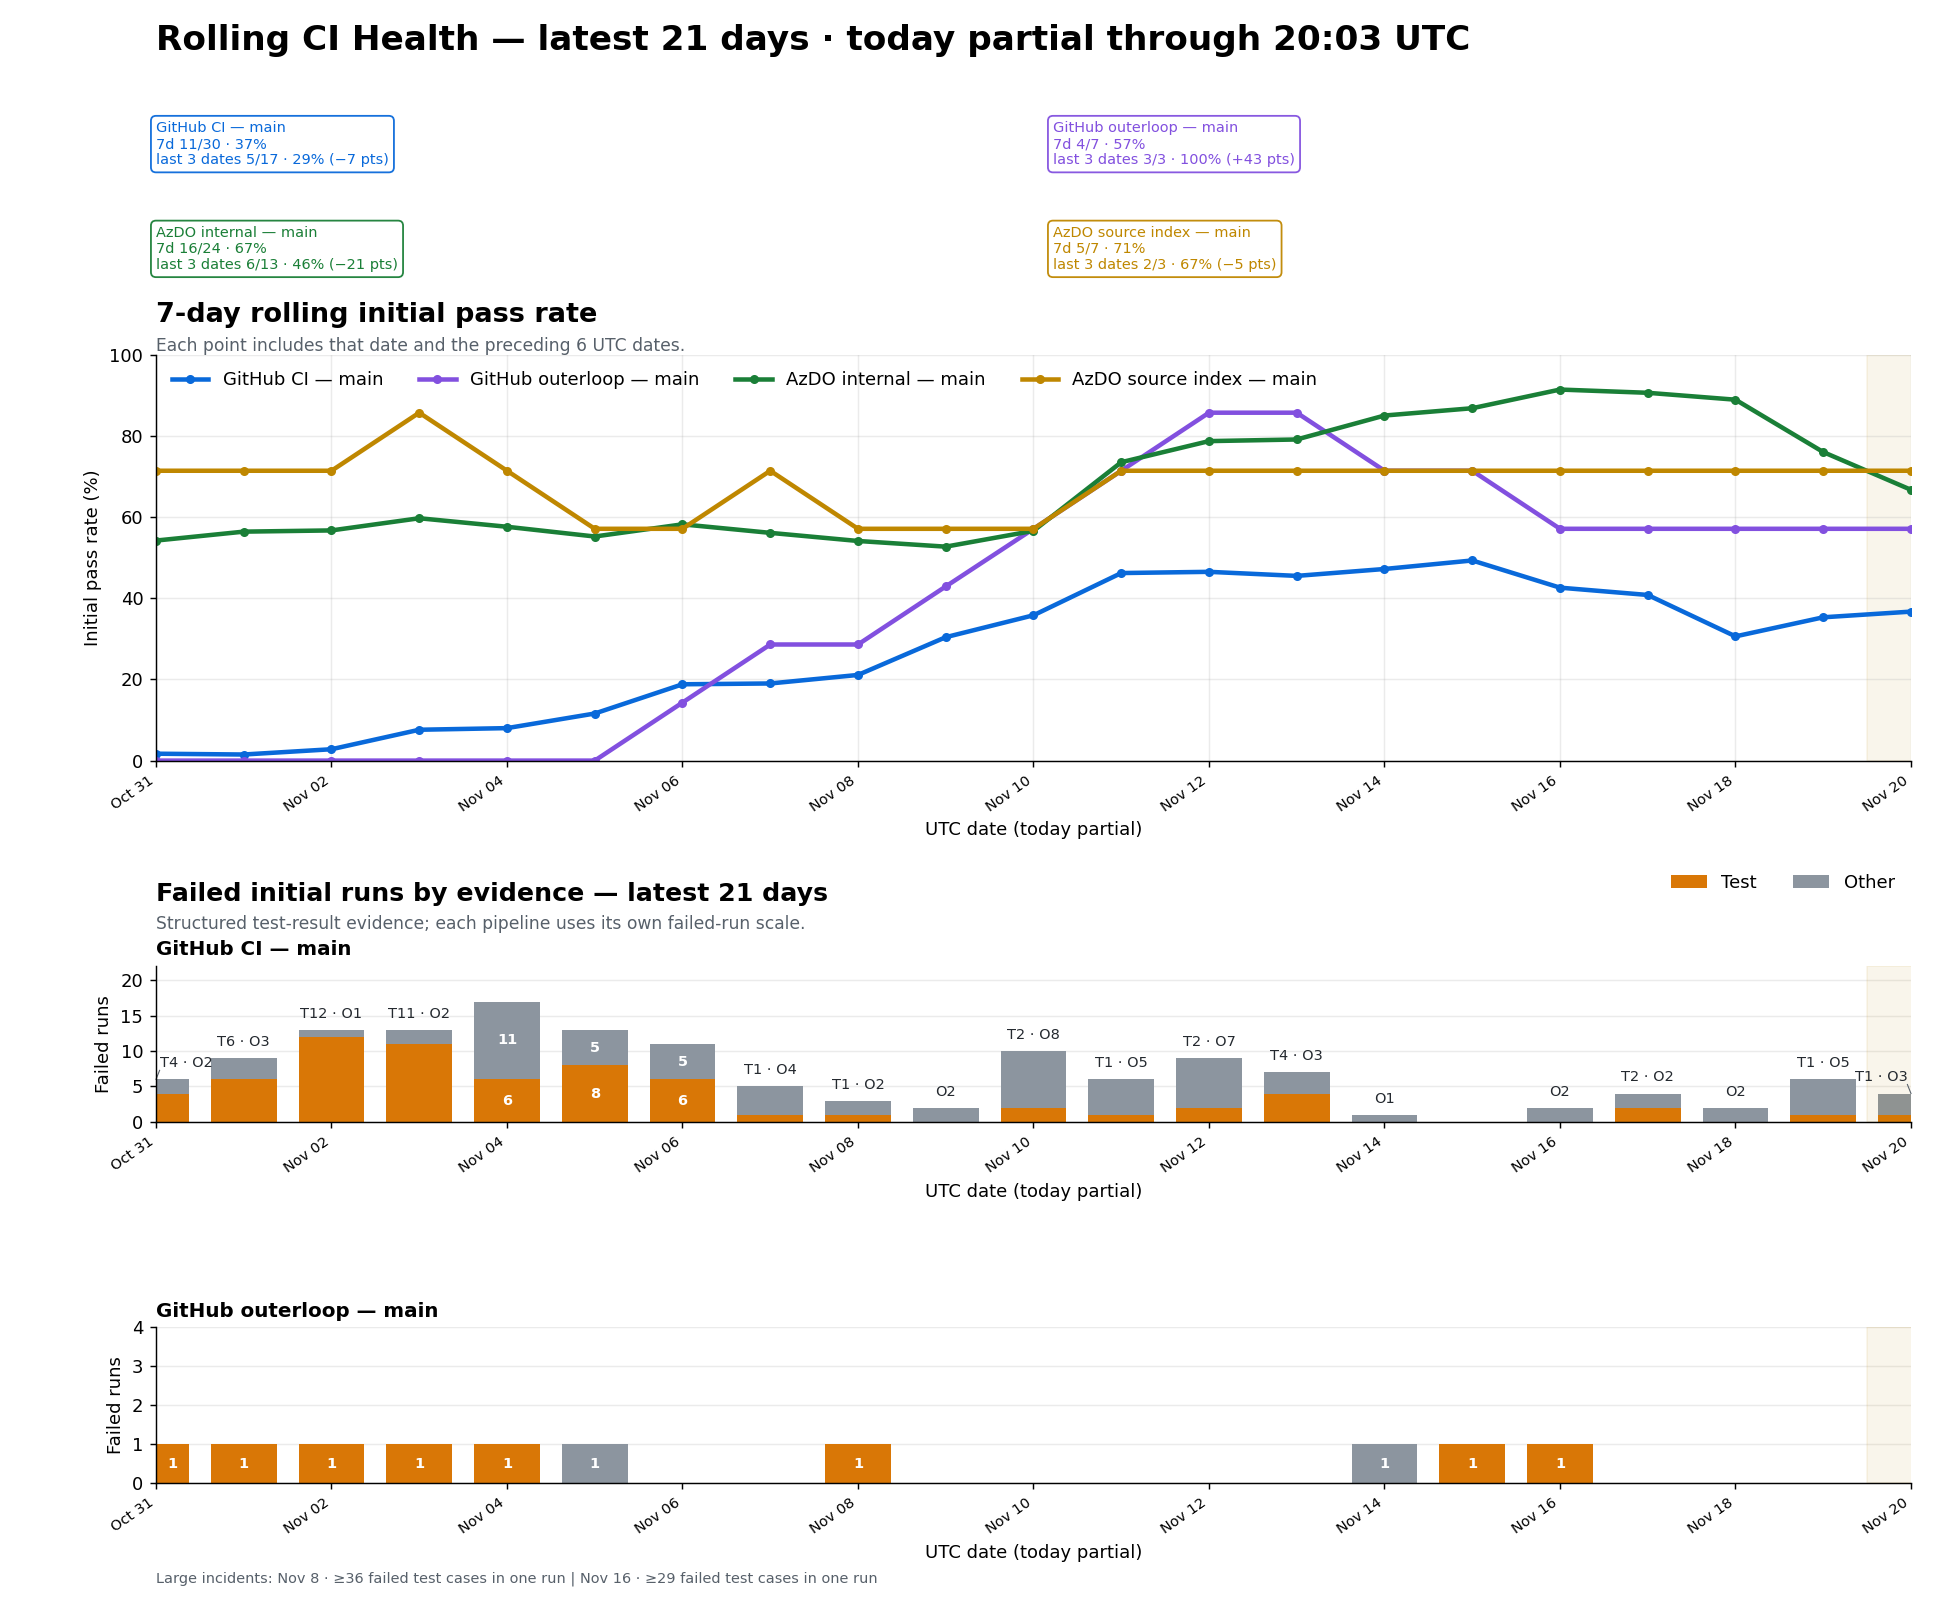 Rolling CI Health — latest 21 days · today partial through 20:03 UTC
GitHub CI — main
7d 11/30 · 37%
last 3 dates 5/17 · 29% (−7 pts)
GitHub outerloop — main
7d 4/7 · 57%
last 3 dates 3/3 · 100% (+43 pts)
AzDO internal — main
7d 16/24 · 67%
last 3 dates 6/13 · 46% (−21 pts)
AzDO source index — main
7d 5/7 · 71%
last 3 dates 2/3 · 67% (−5 pts)
7-day rolling initial pass rate
Each point includes that date and the preceding 6 UTC dates.
GitHub CI — main
GitHub outerloop — main
AzDO internal — main
AzDO source index — main
Initial pass rate (%)
100
80
60
40
20
0
Oct 31
Nov 02
Nov 04
Nov 06
Nov 08
Nov 10
Nov 12
Nov 14
Nov 16
Nov 18
Nov 20
UTC date (today partial)
Failed initial runs by evidence — latest 21 days
Test
Other
Structured test-result evidence; each pipeline uses its own failed-run scale.
GitHub CI — main
Failed runs
20
15
10
5
0
T4 · O2
T6 · O3
T12 · O1
T11 · O2
11
6
5
8
5
6
T1 · O4
T1 · O2
O2
T2 · O8
T1 · O5
T2 · O7
T4 · O3
O1
O2
T2 · O2
O2
T1 · O5
T1 · O3
Oct 31
Nov 02
Nov 04
Nov 06
Nov 08
Nov 10
Nov 12
Nov 14
Nov 16
Nov 18
Nov 20
UTC date (today partial)
GitHub outerloop — main
Failed runs
4
3
2
1
0
1
1
1
1
1
1
1
1
1
1
Oct 31
Nov 02
Nov 04
Nov 06
Nov 08
Nov 10
Nov 12
Nov 14
Nov 16
Nov 18
Nov 20
UTC date (today partial)
Large incidents: Nov 8 · ≥36 failed test cases in one run | Nov 16 · ≥29 failed test cases in one run